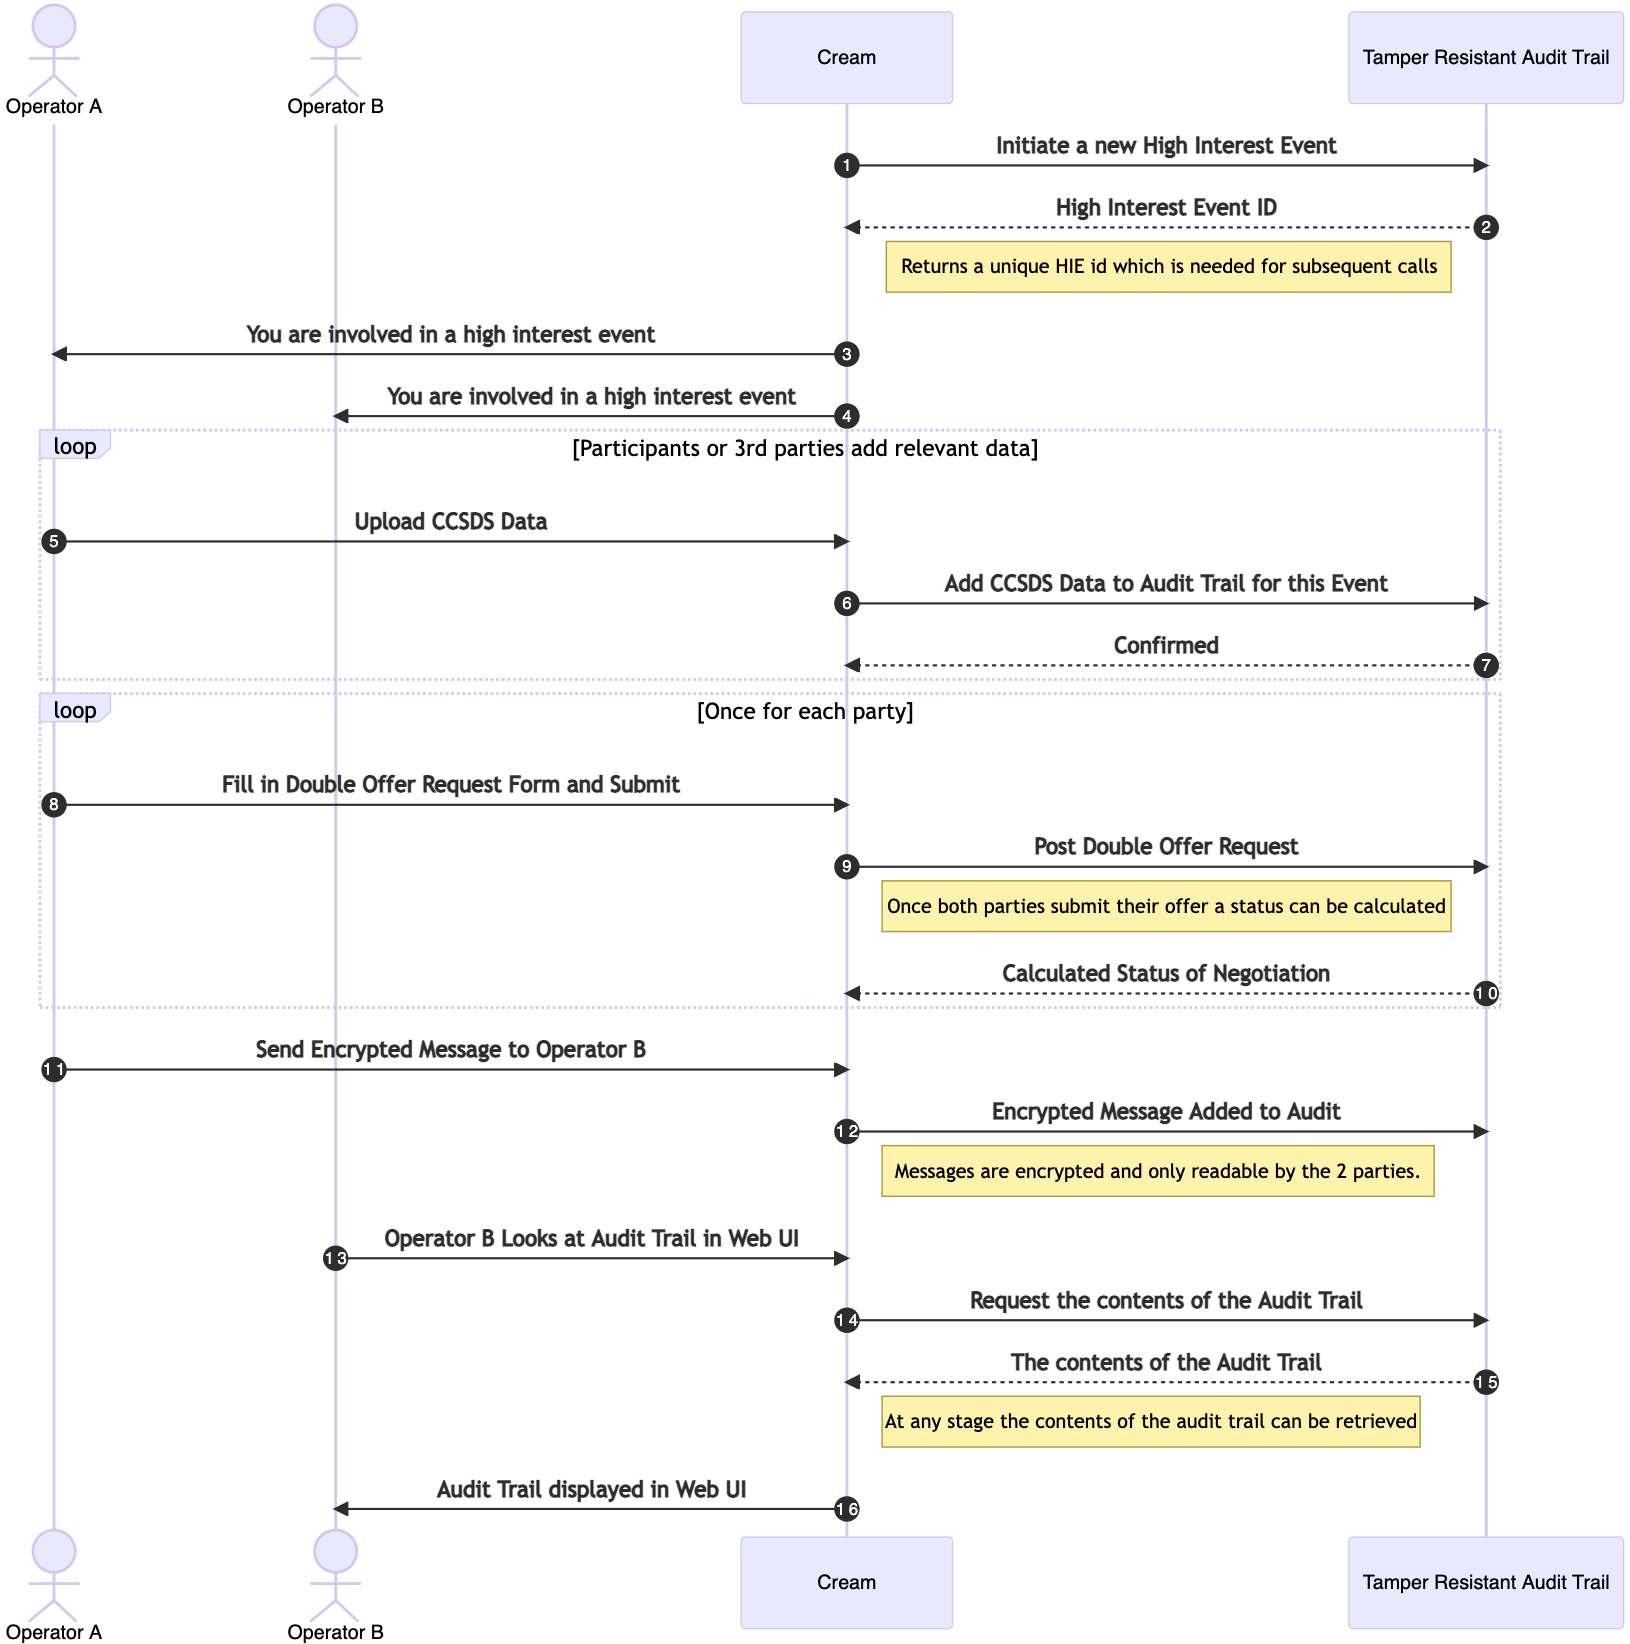 Operator A
Operator B
Cream
Tamper Resistant Audit Trail
Initiate a new High Interest Event
1
High Interest Event ID
2
Returns a unique HIE id which is needed for subsequent calls
You are involved in a high interest event
3
You are involved in a high interest event
4
loop
[Participants or 3rd parties add relevant data]
Upload CCSDS Data
5
Add CCSDS Data to Audit Trail for this Event
6
Confirmed
7
loop
[Once for each party]
Fill in Double Offer Request Form and Submit
8
Post Double Offer Request
9
Once both parties submit their offer a status can be calculated
Calculated Status of Negotiation
10
Send Encrypted Message to Operator B
11
Encrypted Message Added to Audit
12
Messages are encrypted and only readable by the 2 parties.
Operator B Looks at Audit Trail in Web UI
13
Request the contents of the Audit Trail
14
The contents of the Audit Trail
15
At any stage the contents of the audit trail can be retrieved
Audit Trail displayed in Web UI
16
Operator A
Operator B
Cream
Tamper Resistant Audit Trail